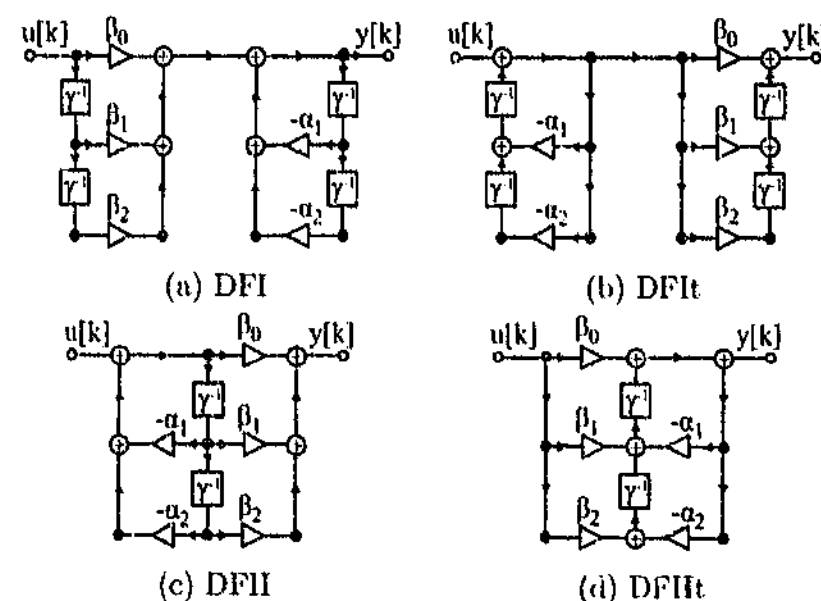 u[k] β₀ y[k]
γ⁻¹ β₁ -α₁ γ⁻¹
γ⁻¹ β₂ -α₂ γ⁻¹
(a) DFI
u[k] β₀ y[k]
γ⁻¹ -α₁ β₁ γ⁻¹
γ⁻¹ -α₂ β₂ γ⁻¹
(b) DFIt
u[k] β₀ y[k]
γ⁻¹
-α₁ β₁
γ⁻¹
-α₂ β₂
(c) DFII
u[k] β₀ y[k]
γ⁻¹
β₁ -α₁
γ⁻¹
β₂ -α₂
(d) DFIIt